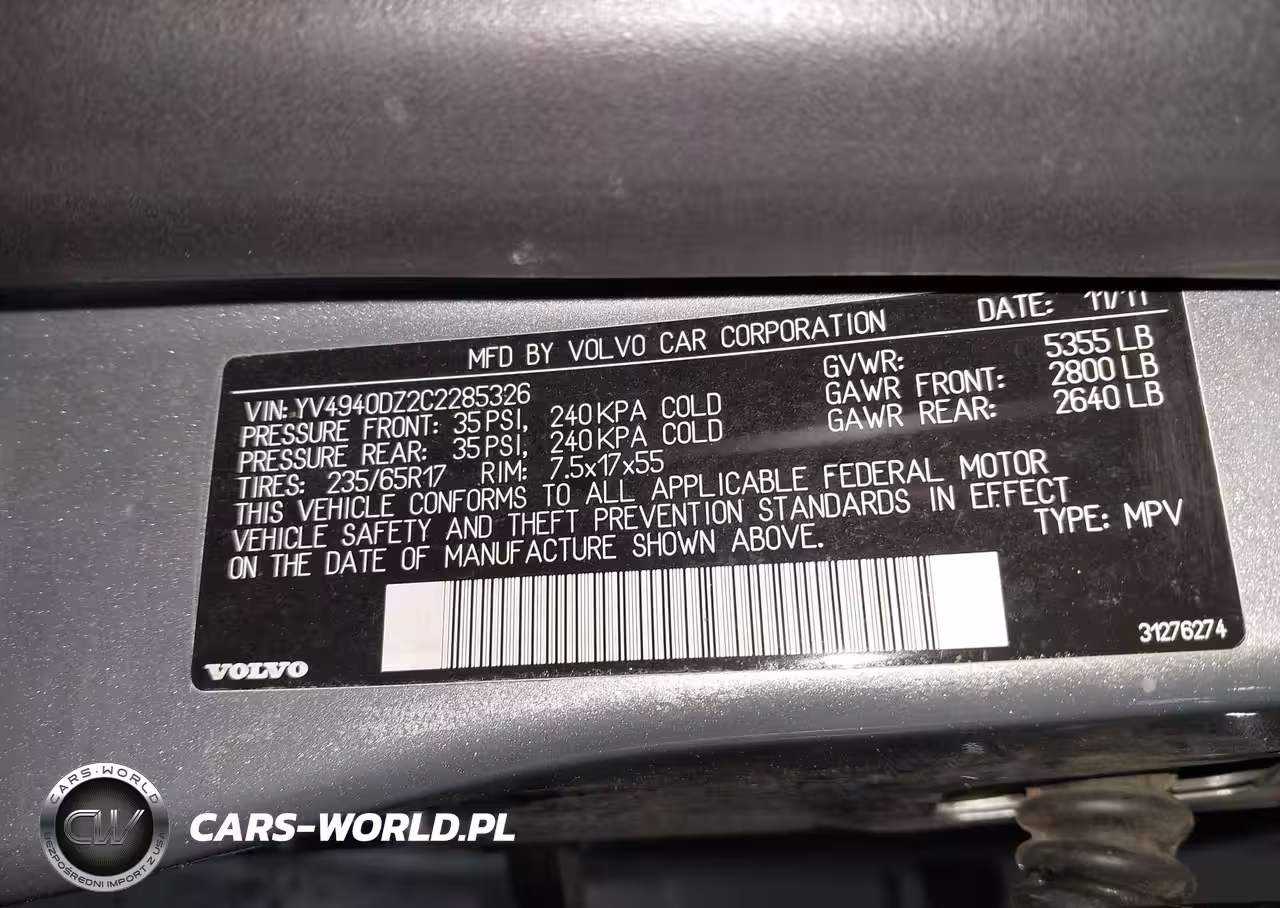 MFD BY VOLVO CAR CORPORATION DATE: 11/11
VIN: YV4940DZ2C2285326 GVWR: 5355 LB
PRESSURE FRONT: 35 PSI, 240 KPA COLD GAWR FRONT: 2800 LB
PRESSURE REAR: 35 PSI, 240 KPA COLD GAWR REAR: 2640 LB
TIRES: 235/65R17 RIM: 7.5x17x55
THIS VEHICLE CONFORMS TO ALL APPLICABLE FEDERAL MOTOR
VEHICLE SAFETY AND THEFT PREVENTION STANDARDS IN EFFECT
ON THE DATE OF MANUFACTURE SHOWN ABOVE. TYPE: MPV
31276274
VOLVO
CARS-WORLD
CW
BEZPOŚREDNI IMPORT Z USA
CARS-WORLD.PL